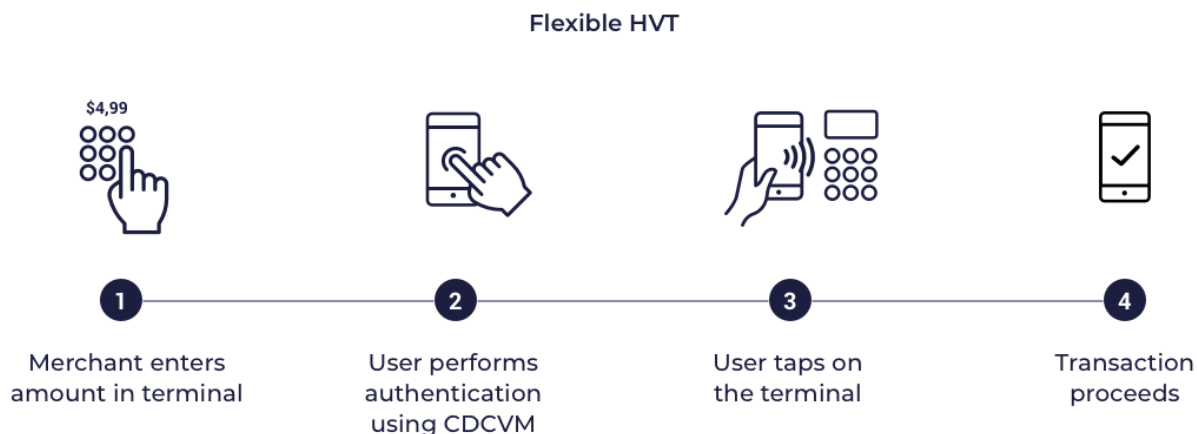 Flexible HVT
$4,99
1
2
3
4
Merchant enters
amount in terminal
User performs
authentication
using CDCVM
User taps on
the terminal
Transaction
proceeds